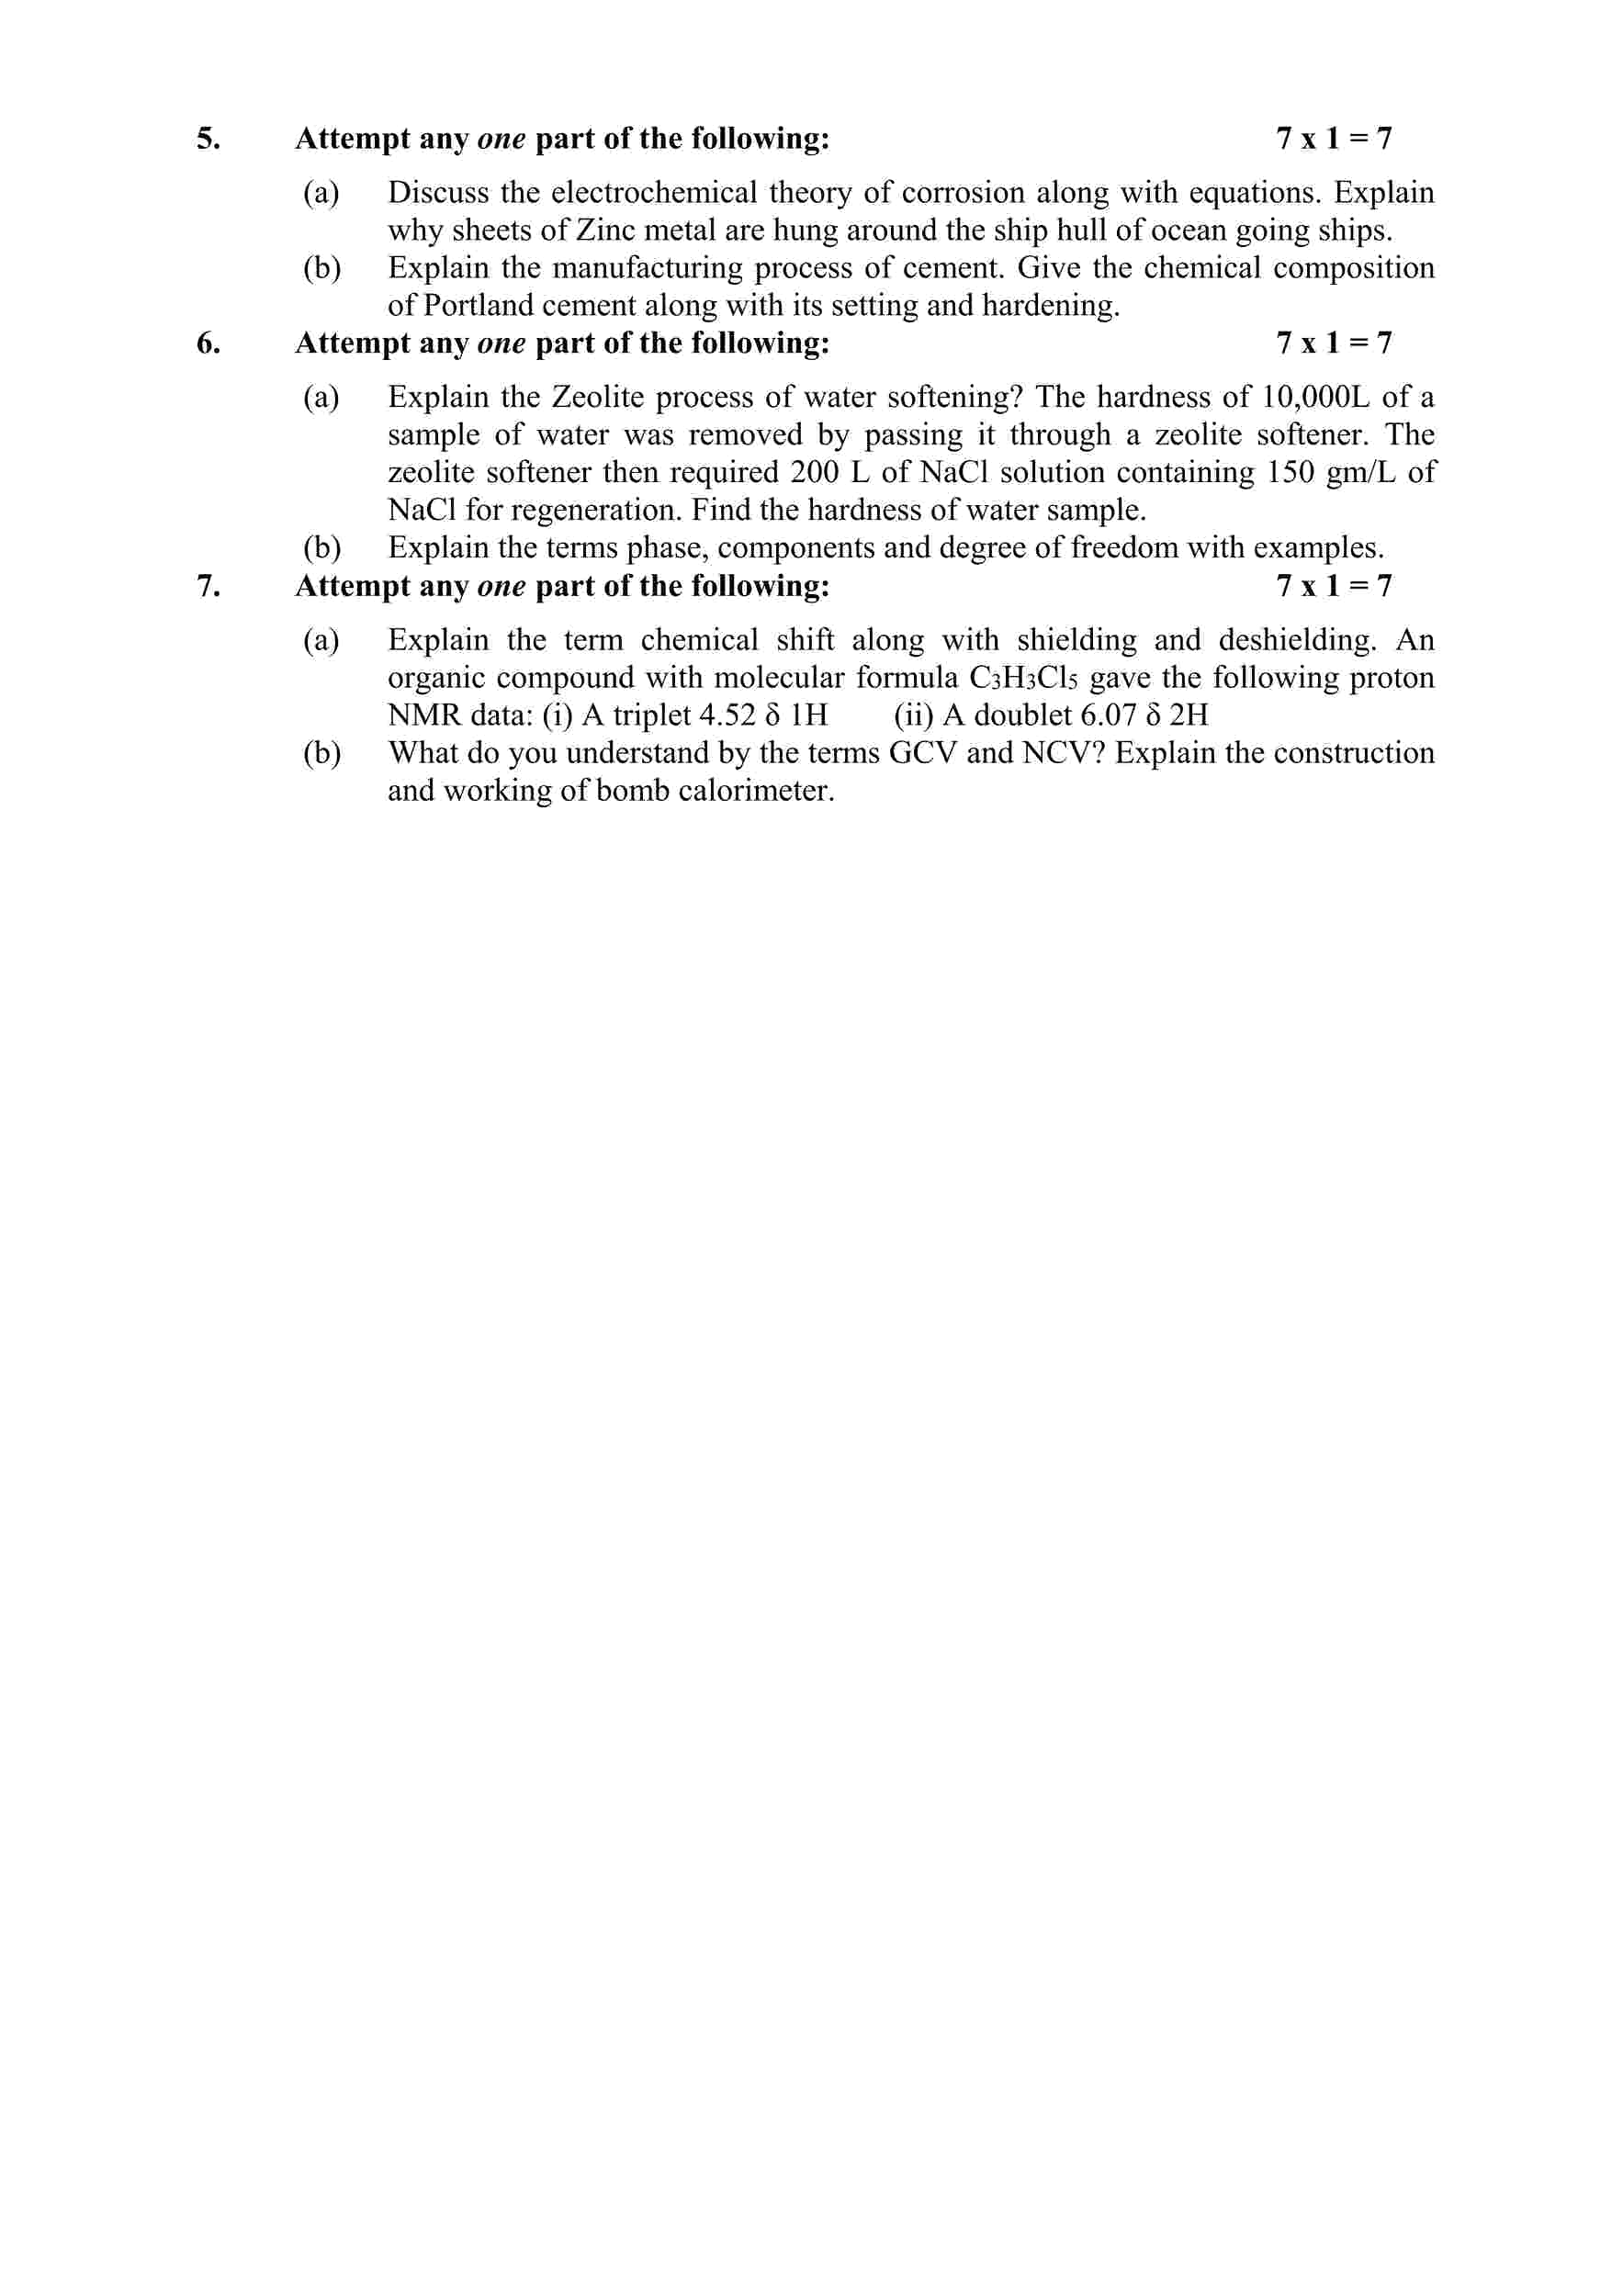 5. Attempt any one part of the following: 7 x 1 = 7
(a) Discuss the electrochemical theory of corrosion along with equations. Explain
why sheets of Zinc metal are hung around the ship hull of ocean going ships.
(b) Explain the manufacturing process of cement. Give the chemical composition
of Portland cement along with its setting and hardening.
6. Attempt any one part of the following: 7 x 1 = 7
(a) Explain the Zeolite process of water softening? The hardness of 10,000L of a
sample of water was removed by passing it through a zeolite softener. The
zeolite softener then required 200 L of NaCl solution containing 150 gm/L of
NaCl for regeneration. Find the hardness of water sample.
(b) Explain the terms phase, components and degree of freedom with examples.
7. Attempt any one part of the following: 7 x 1 = 7
(a) Explain the term chemical shift along with shielding and deshielding. An
organic compound with molecular formula C3H3Cl5 gave the following proton
NMR data: (i) A triplet 4.52 δ 1H (ii) A doublet 6.07 δ 2H
(b) What do you understand by the terms GCV and NCV? Explain the construction
and working of bomb calorimeter.